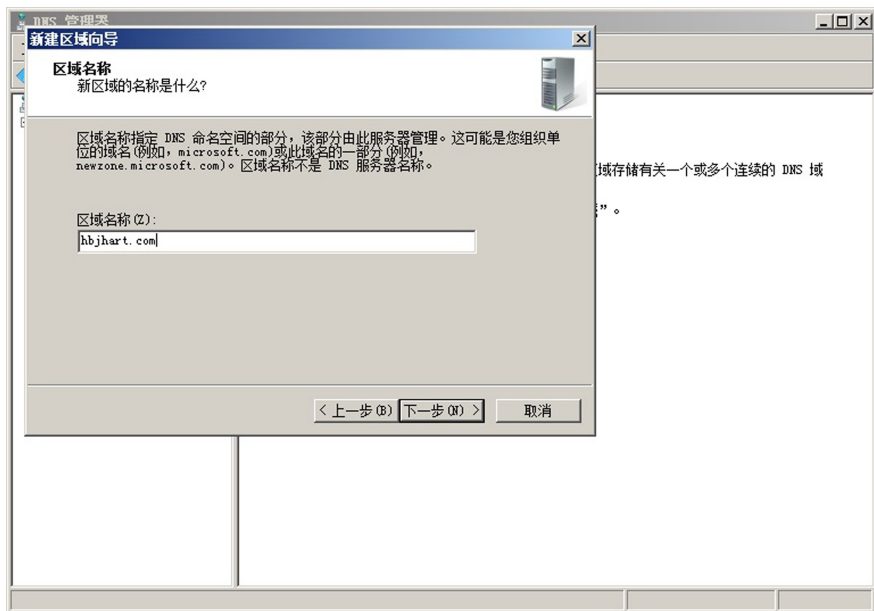 DNS 管理器
新建区域向导
区域名称
新区域的名称是什么?
区域名称指定 DNS 命名空间的部分，该部分由此服务器管理。这可能是您组织单
位的域名(例如，microsoft.com)或此域名的一部分(例如，
newzone.microsoft.com)。区域名称不是 DNS 服务器名称。
域存储有关一个或多个连续的 DNS 域
”。
区域名称(Z):
hbjhart.com
< 上一步(B)
下一步(N) >
取消